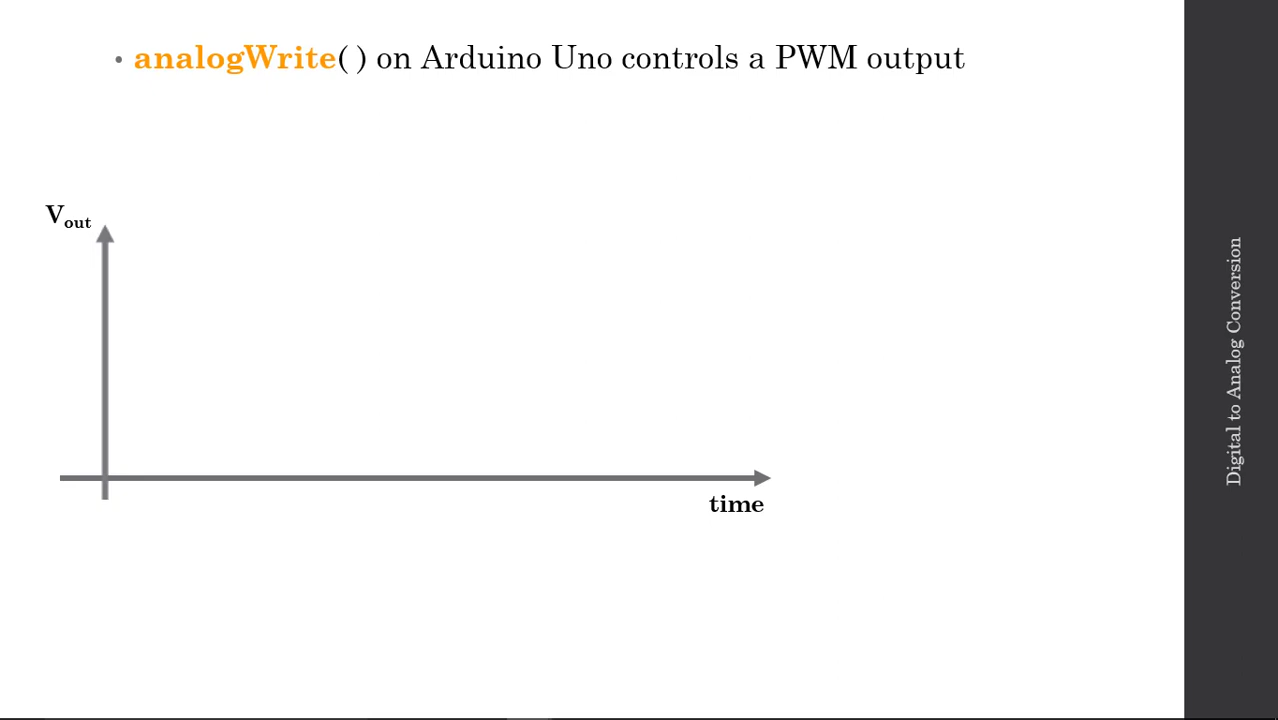 • analogWrite( ) on Arduino Uno controls a PWM output
Vout
time
Digital to Analog Conversion